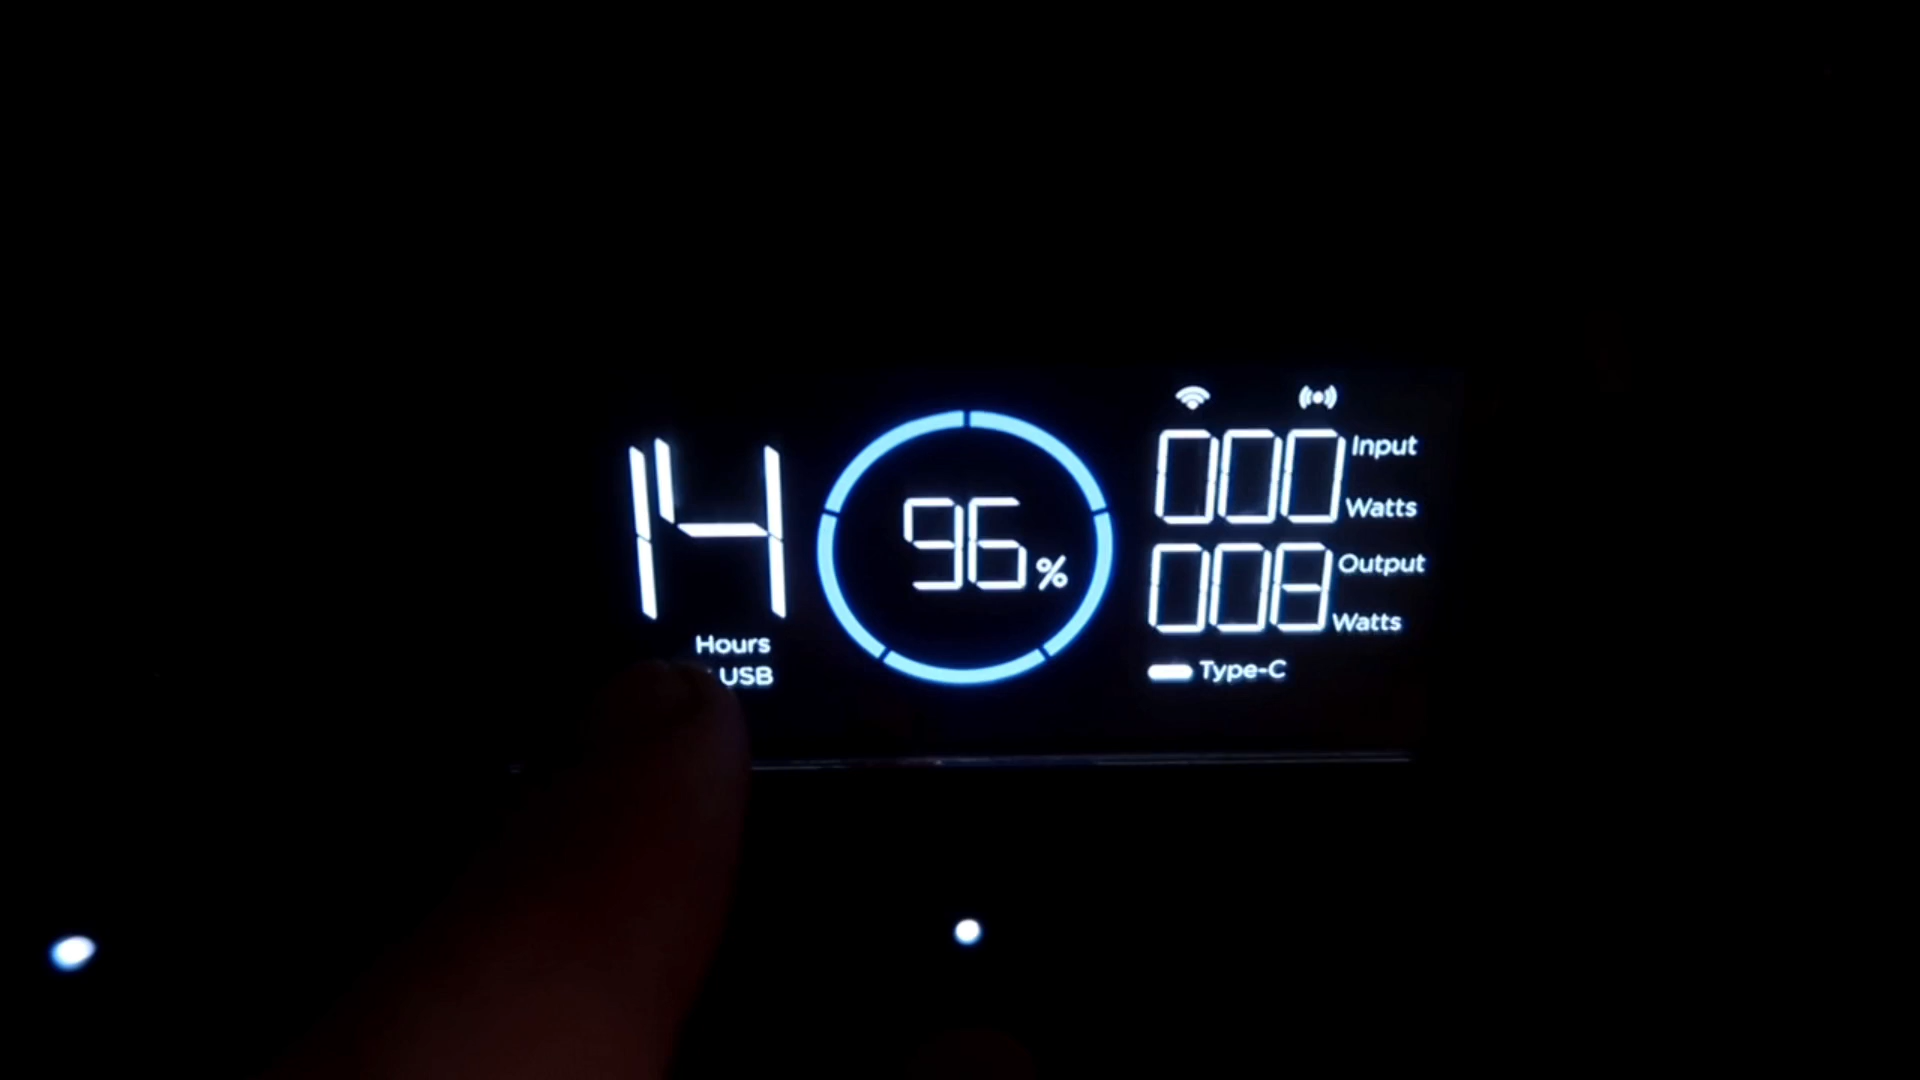 14
Hours
USB
96%
000 Input
Watts
008 Output
Watts
Type-C